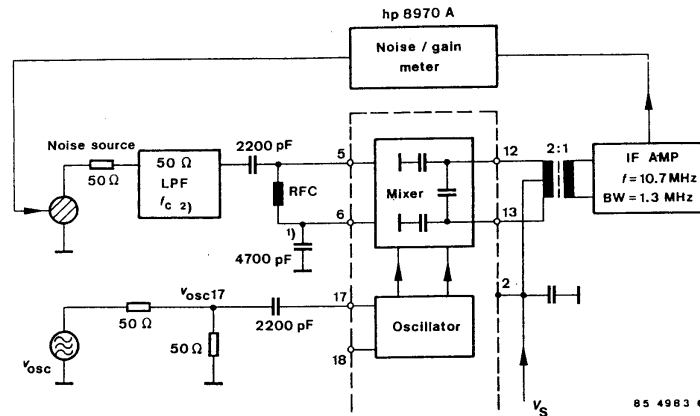 hp 8970 A
Noise / gain
meter
Noise source
50 Ω
50 Ω
LPF
fC 2)
2200 pF
5
RFC
6
1)
4700 pF
Mixer
12
13
2:1
IF AMP
f = 10.7 MHz
BW = 1.3 MHz
vosc
50 Ω
vosc17
50 Ω
2200 pF
17
18
Oscillator
2
VS